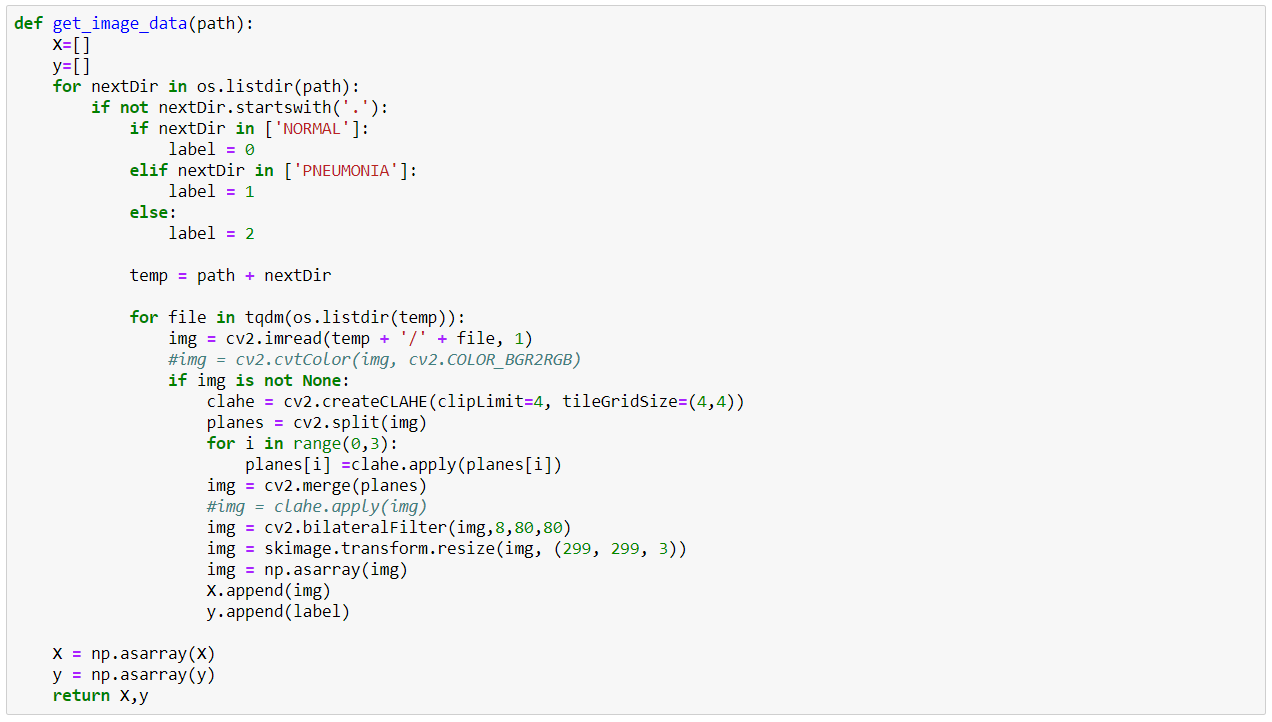 def get_image_data(path):
    X=[]
    y=[]
    for nextDir in os.listdir(path):
        if not nextDir.startswith('.'):
            if nextDir in ['NORMAL']:
                label = 0
            elif nextDir in ['PNEUMONIA']:
                label = 1
            else:
                label = 2

            temp = path + nextDir

            for file in tqdm(os.listdir(temp)):
                img = cv2.imread(temp + '/' + file, 1)
                #img = cv2.cvtColor(img, cv2.COLOR_BGR2RGB)
                if img is not None:
                    clahe = cv2.createCLAHE(clipLimit=4, tileGridSize=(4,4))
                    planes = cv2.split(img)
                    for i in range(0,3):
                        planes[i] =clahe.apply(planes[i])
                    img = cv2.merge(planes)
                    #img = clahe.apply(img)
                    img = cv2.bilateralFilter(img,8,80,80)
                    img = skimage.transform.resize(img, (299, 299, 3))
                    img = np.asarray(img)
                    X.append(img)
                    y.append(label)

    X = np.asarray(X)
    y = np.asarray(y)
    return X,y